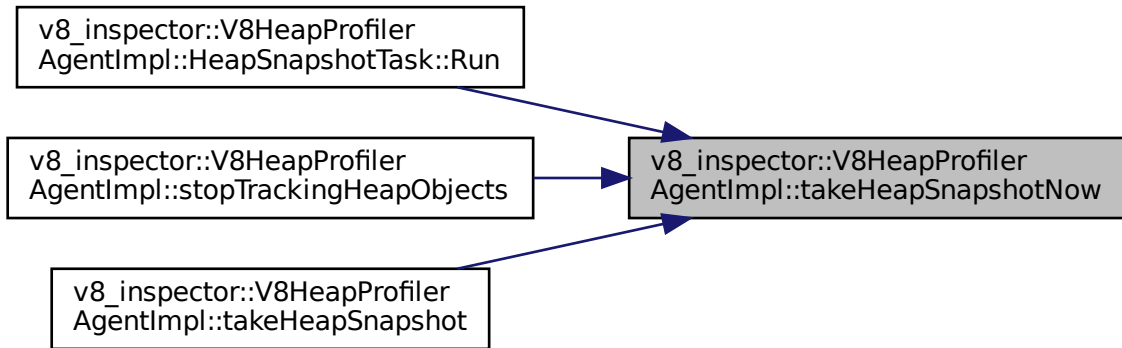 v8_inspector::V8HeapProfiler
AgentImpl::HeapSnapshotTask::Run
v8_inspector::V8HeapProfiler
AgentImpl::stopTrackingHeapObjects
v8_inspector::V8HeapProfiler
AgentImpl::takeHeapSnapshot
v8_inspector::V8HeapProfiler
AgentImpl::takeHeapSnapshotNow